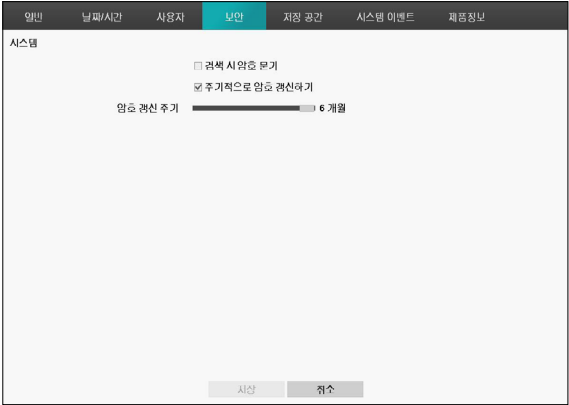 일반 날짜/시간 사용자 보안 저장 공간 시스템 이벤트 제품정보
시스템
검색 시 암호 묻기
주기적으로 암호 갱신하기
암호 갱신 주기 6 개월
저장 취소